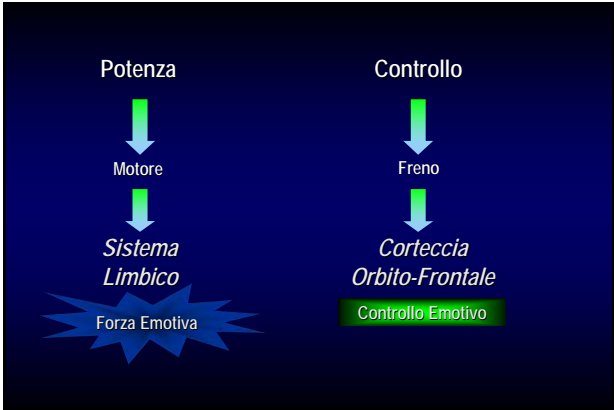 Potenza
Controllo
Motore
Freno
Sistema
Limbico
Corteccia
Orbito-Frontale
Forza Emotiva
Controllo Emotivo